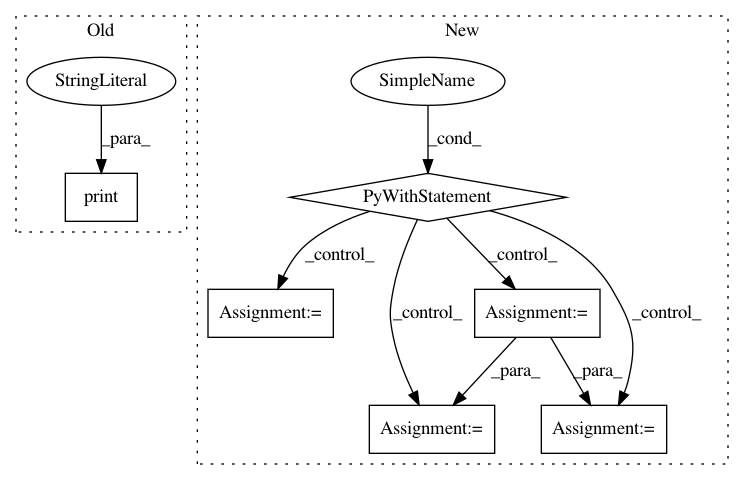 Old
New
StringLiteral
SimpleName
_para_
_cond_
print
PyWithStatement
_control_
_control_
_control_
_control_
Assignment:=
Assignment:=
_para_
_para_
Assignment:=
Assignment:=